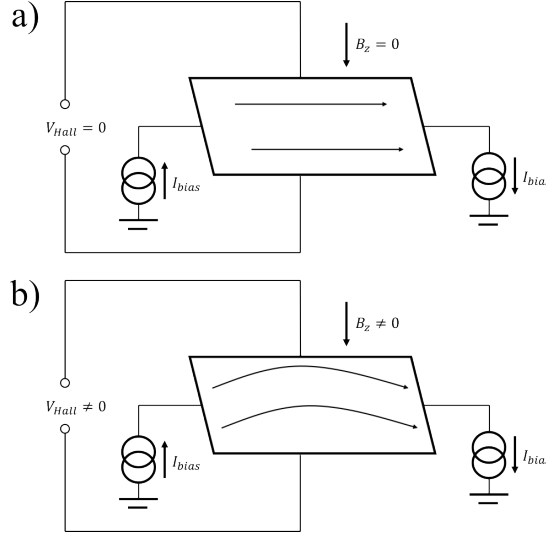 a)
B_z = 0
V_Hall = 0
I_bias
I_bia
b)
B_z ≠ 0
V_Hall ≠ 0
I_bias
I_bia